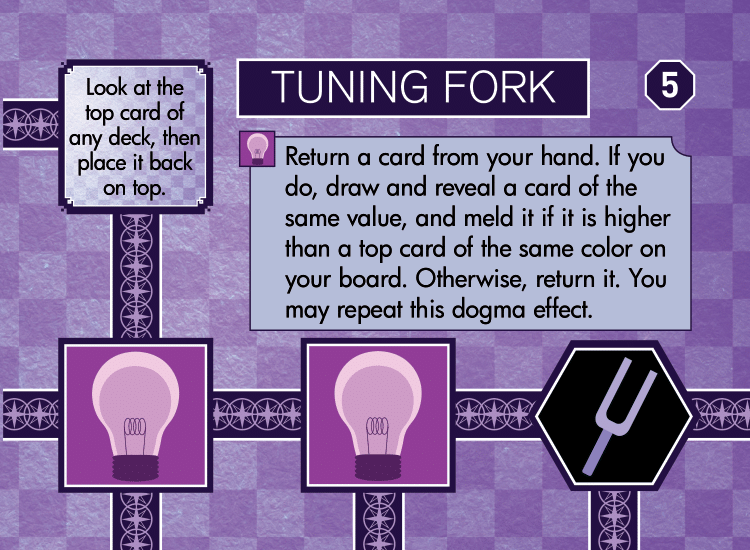 Look at the
top card of
any deck, then
place it back
on top.
TUNING FORK
5
Return a card from your hand. If you
do, draw and reveal a card of the
same value, and meld it if it is higher
than a top card of the same color on
your board. Otherwise, return it. You
may repeat this dogma effect.